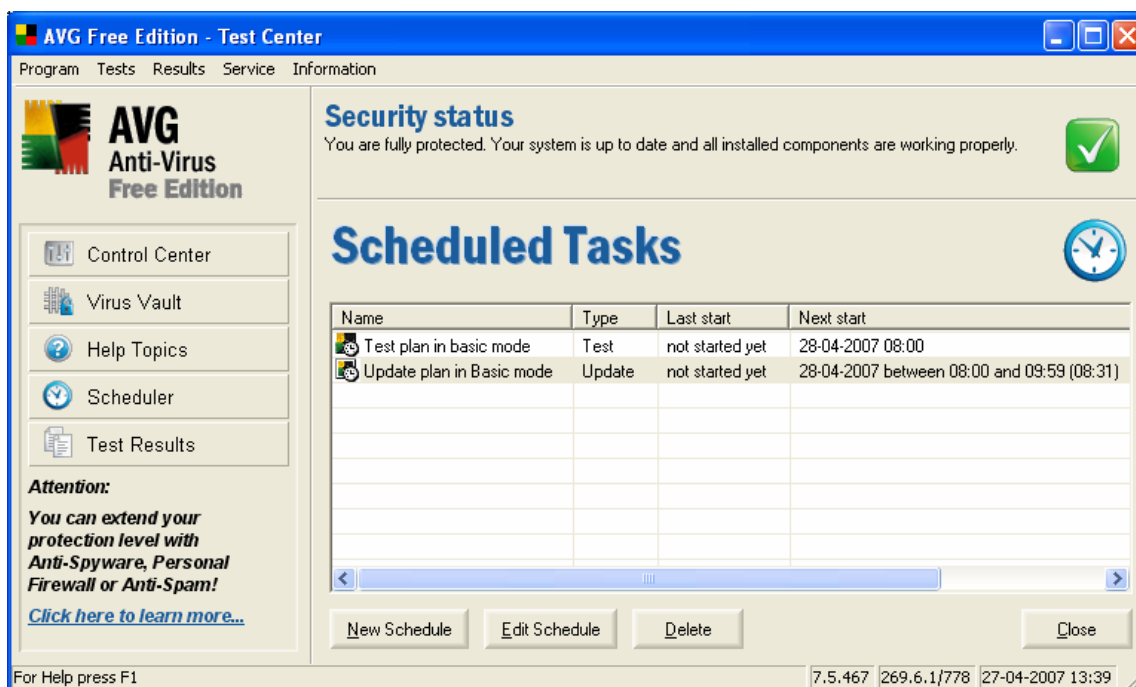 AVG Free Edition - Test Center
Program Tests Results Service Information
AVG
Anti-Virus
Free Edition
Security status
You are fully protected. Your system is up to date and all installed components are working properly.
Control Center
Virus Vault
Help Topics
Scheduler
Test Results
Attention:
You can extend your
protection level with
Anti-Spyware, Personal
Firewall or Anti-Spam!
Click here to learn more...
Scheduled Tasks
Name Type Last start Next start
Test plan in basic mode Test not started yet 28-04-2007 08:00
Update plan in Basic mode Update not started yet 28-04-2007 between 08:00 and 09:59 (08:31)
New Schedule Edit Schedule Delete Close
For Help press F1 7.5.467 269.6.1/778 27-04-2007 13:39